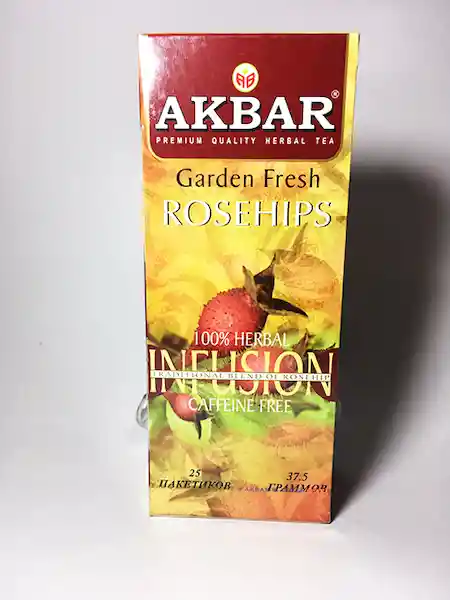 AB
AKBAR®
PREMIUM QUALITY HERBAL TEA
Garden Fresh
ROSEHIPS
100% HERBAL
INFUSION
TRADITIONAL BLEND OF ROSEHIP
CAFFEINE FREE
25 37.5
ПАКЕТИКОВ ГРАММОВ